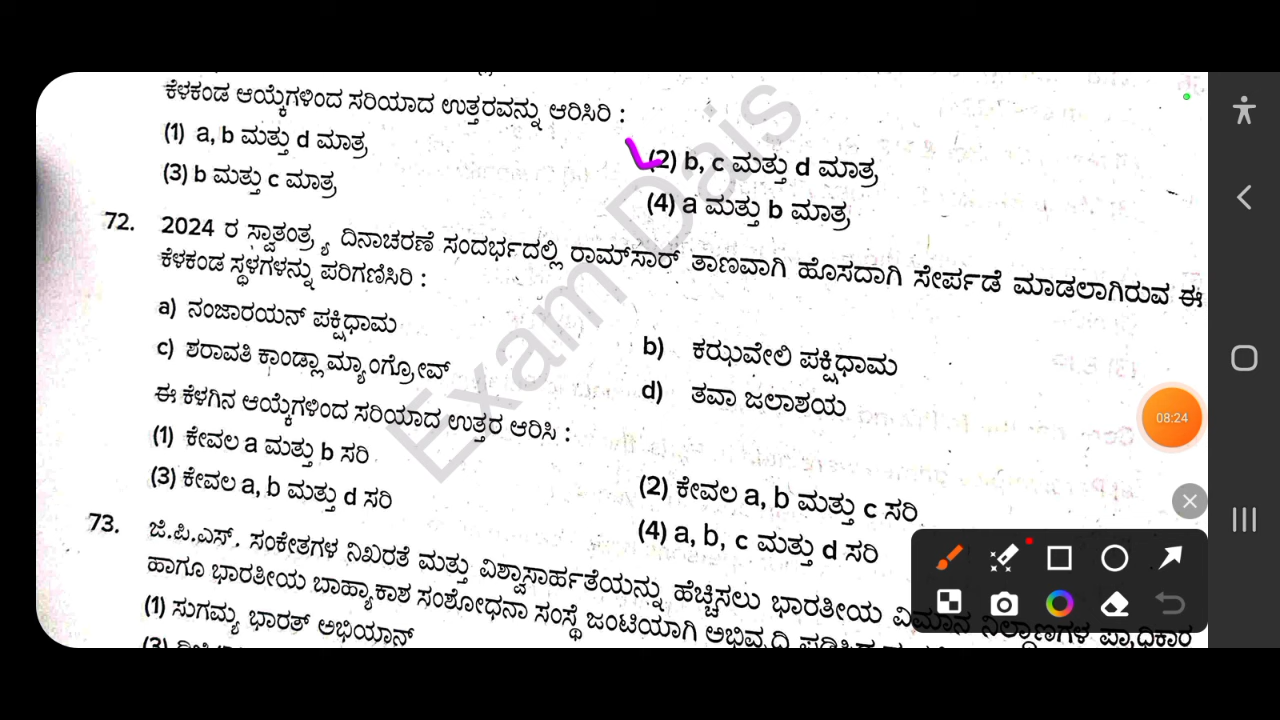 ಕೆಳಕಂಡ ಆಯ್ಕೆಗಳಿಂದ ಸರಿಯಾದ ಉತ್ತರವನ್ನು ಆರಿಸಿರಿ :
(1) a, b ಮತ್ತು d ಮಾತ್ರ
(2) b, c ಮತ್ತು d ಮಾತ್ರ
(3) b ಮತ್ತು c ಮಾತ್ರ
(4) a ಮತ್ತು b ಮಾತ್ರ
72. 2024 ರ ಸ್ವಾತಂತ್ರ್ಯ ದಿನಾಚರಣೆ ಸಂದರ್ಭದಲ್ಲಿ ರಾಮ್‌ಸಾರ್ ತಾಣವಾಗಿ ಹೊಸದಾಗಿ ಸೇರ್ಪಡೆ ಮಾಡಲಾಗಿರುವ ಈ
ಕೆಳಕಂಡ ಸ್ಥಳಗಳನ್ನು ಪರಿಗಣಿಸಿರಿ :
a) ನಂಜಾರಯನ್ ಪಕ್ಷಿಧಾಮ
b) ಕಝುವೇಲಿ ಪಕ್ಷಿಧಾಮ
c) ಶರಾವತಿ ಕಾಂಡ್ಲಾ ಮ್ಯಾಂಗ್ರೋವ್
d) ತವಾ ಜಲಾಶಯ
ಈ ಕೆಳಗಿನ ಆಯ್ಕೆಗಳಿಂದ ಸರಿಯಾದ ಉತ್ತರ ಆರಿಸಿ :
(1) ಕೇವಲ a ಮತ್ತು b ಸರಿ
(2) ಕೇವಲ a, b ಮತ್ತು c ಸರಿ
(3) ಕೇವಲ a, b ಮತ್ತು d ಸರಿ
(4) a, b, c ಮತ್ತು d ಸರಿ
73. ಜಿ.ಪಿ.ಎಸ್. ಸಂಕೇತಗಳ ನಿಖರತೆ ಮತ್ತು ವಿಶ್ವಾಸಾರ್ಹತೆಯನ್ನು ಹೆಚ್ಚಿಸಲು ಭಾರತೀಯ ವಿಮಾನ ನಿಲ್ದಾಣಗಳ ಪ್ರಾಧಿಕಾರ
ಹಾಗೂ ಭಾರತೀಯ ಬಾಹ್ಯಾಕಾಶ ಸಂಶೋಧನಾ ಸಂಸ್ಥೆ ಜಂಟಿಯಾಗಿ
(1) ಸುಗಮ್ಯ ಭಾರತ್ ಅಭಿಯಾನ್
(3)
Exam Dais
08:24